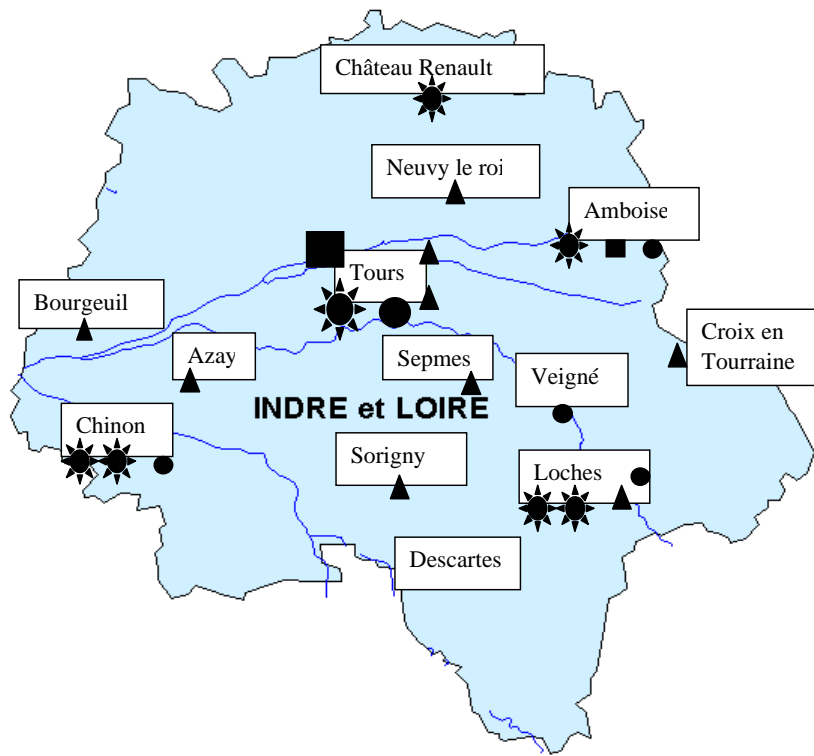 Château Renault
Neuvy le roi
Amboise
Tours
Bourgeuil
Croix en
Tourraine
Azay
Sepmes
Veigné
INDRE et LOIRE
Chinon
Sorigny
Loches
Descartes